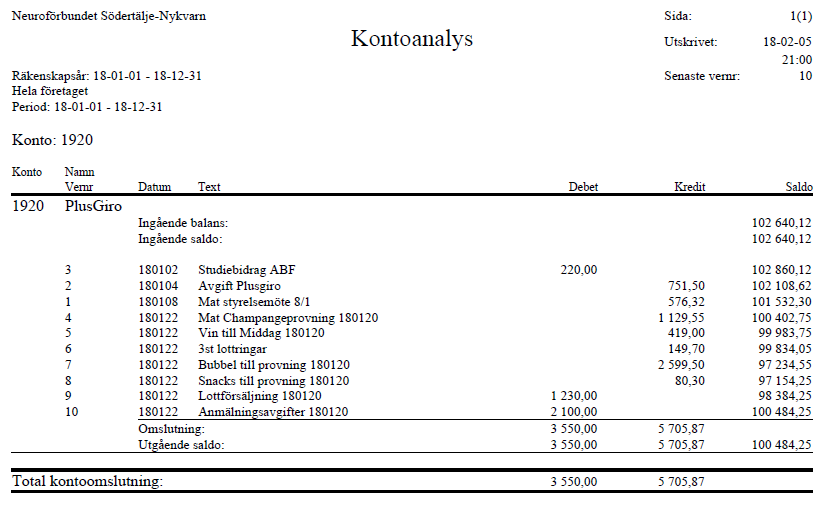 Neuroförbundet Södertälje-Nykvarn Sida: 1(1)
Kontoanalys
Utskrivet: 18-02-05
21:00
Räkenskapsår: 18-01-01 - 18-12-31 Senaste vernr: 10
Hela företaget
Period: 18-01-01 - 18-12-31
Konto: 1920
Konto Namn
Vernr Datum Text Debet Kredit Saldo
1920 PlusGiro
Ingående balans: 102 640,12
Ingående saldo: 102 640,12
3 180102 Studiebidrag ABF 220,00 102 860,12
2 180104 Avgift Plusgiro 751,50 102 108,62
1 180108 Mat styrelsemöte 8/1 576,32 101 532,30
4 180122 Mat Champangeprovning 180120 1 129,55 100 402,75
5 180122 Vin till Middag 180120 419,00 99 983,75
6 180122 3st lottringar 149,70 99 834,05
7 180122 Bubbel till provning 180120 2 599,50 97 234,55
8 180122 Snacks till provning 180120 80,30 97 154,25
9 180122 Lottförsäljning 180120 1 230,00 98 384,25
10 180122 Anmälningsavgifter 180120 2 100,00 100 484,25
Omslutning: 3 550,00 5 705,87
Utgående saldo: 3 550,00 5 705,87 100 484,25
Total kontoomslutning: 3 550,00 5 705,87